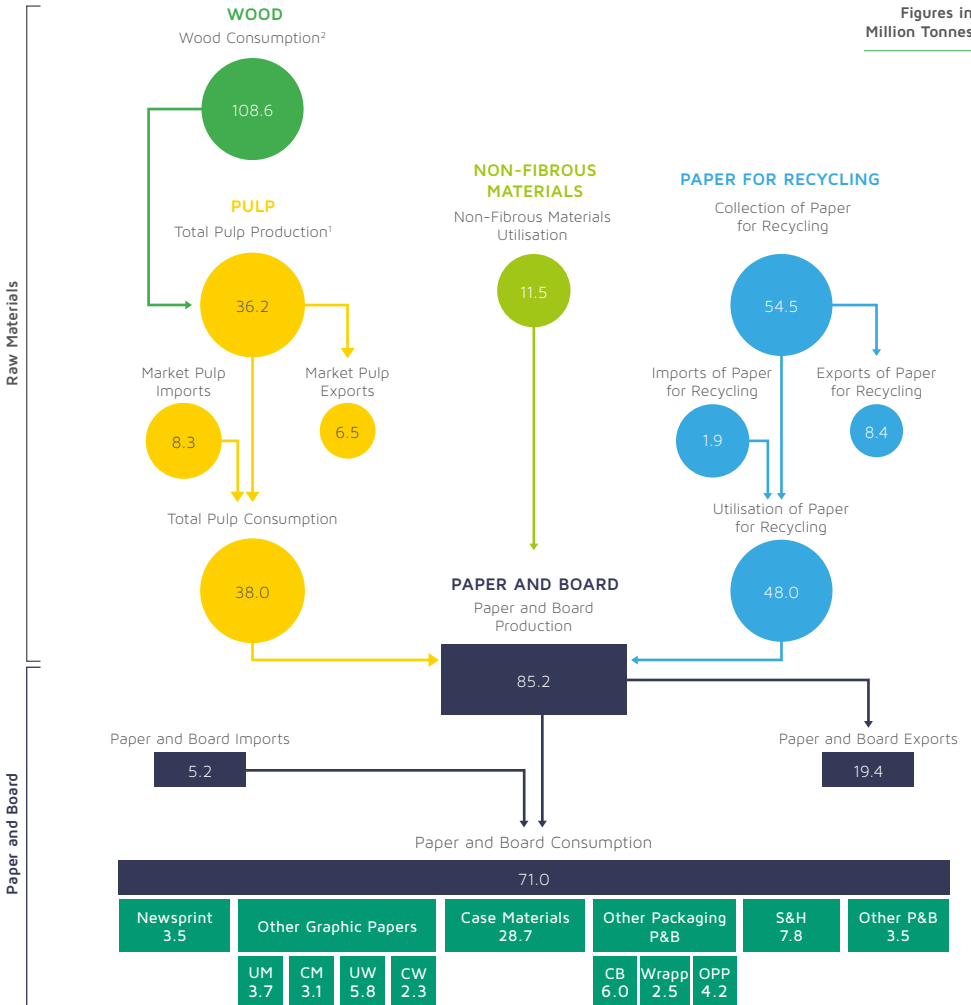 Figures in
Million Tonnes
WOOD
Wood Consumption²
108.6
PULP
Total Pulp Production¹
36.2
Market Pulp
Imports
8.3
Market Pulp
Exports
6.5
Total Pulp Consumption
38.0
NON-FIBROUS
MATERIALS
Non-Fibrous Materials
Utilisation
11.5
PAPER FOR RECYCLING
Collection of Paper
for Recycling
54.5
Imports of Paper
for Recycling
1.9
Exports of Paper
for Recycling
8.4
Utilisation of Paper
for Recycling
48.0
Raw Materials
PAPER AND BOARD
Paper and Board
Production
85.2
Paper and Board Imports
5.2
Paper and Board Exports
19.4
Paper and Board
Paper and Board Consumption
71.0
Newsprint
3.5
Other Graphic Papers
UM
3.7
CM
3.1
UW
5.8
CW
2.3
Case Materials
28.7
Other Packaging
P&B
CB
6.0
Wrapp
2.5
OPP
4.2
S&H
7.8
Other P&B
3.5